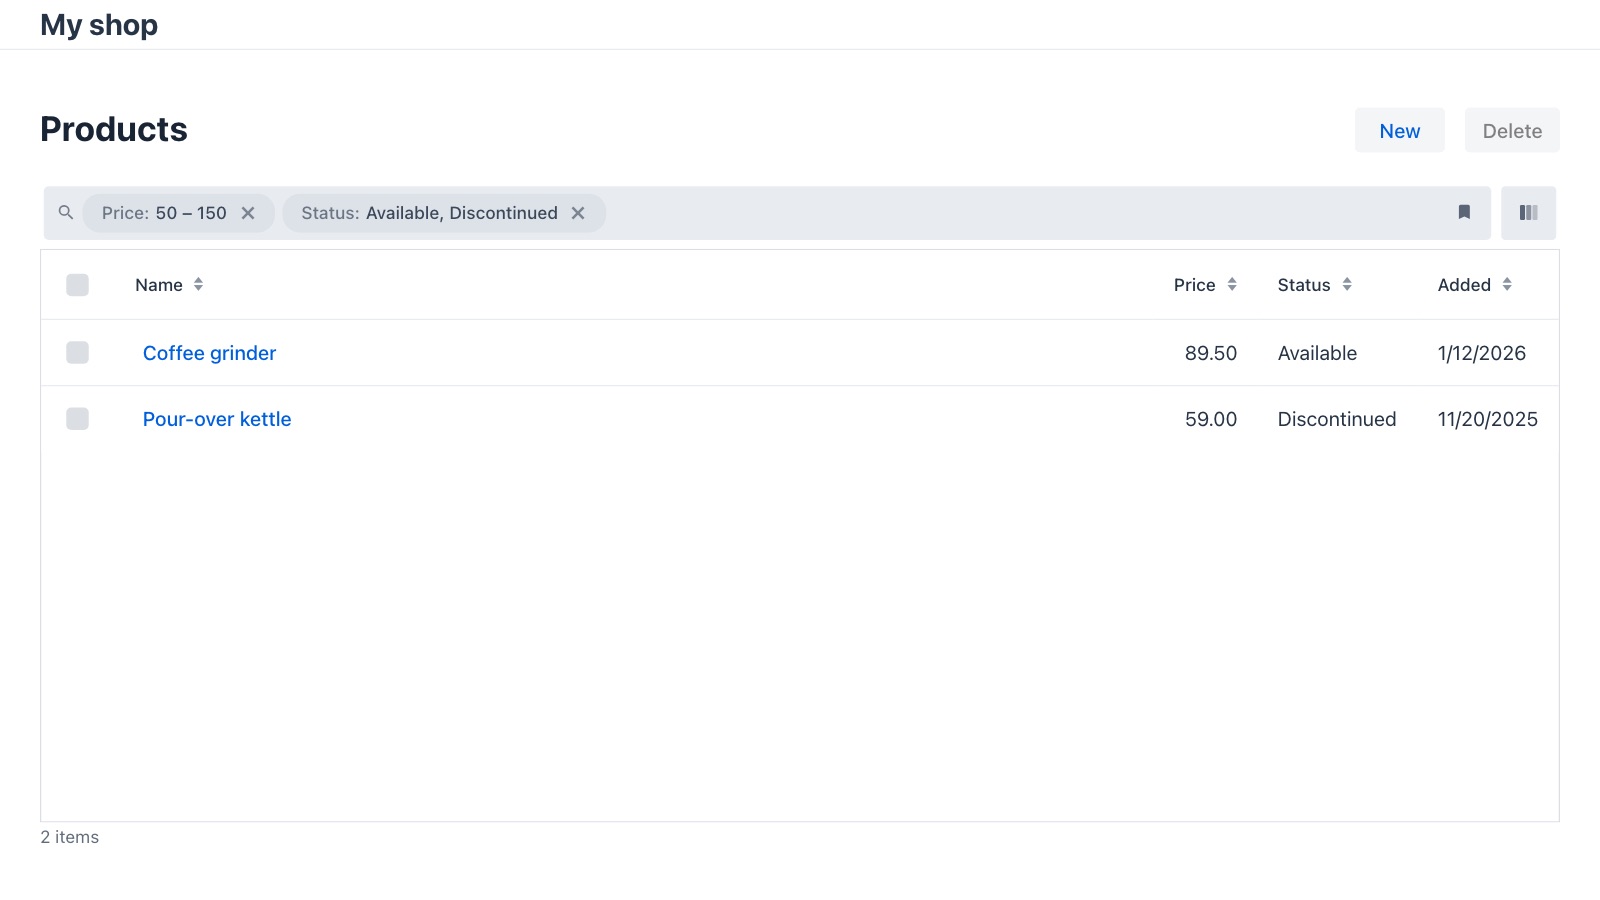 My shop
Products
New
Delete
Price: 50 – 150
Status: Available, Discontinued
Name
Price
Status
Added
Coffee grinder
89.50
Available
1/12/2026
Pour-over kettle
59.00
Discontinued
11/20/2025
2 items